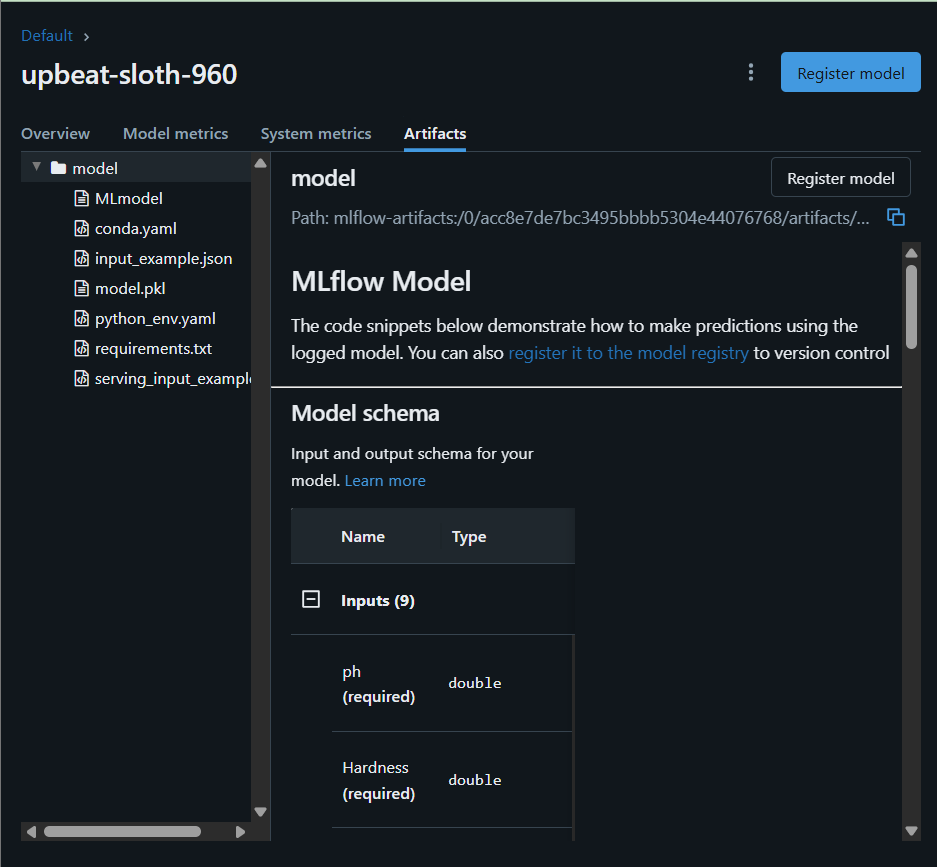 Default
upbeat-sloth-960
Register model
Overview Model metrics System metrics Artifacts
model
MLmodel
conda.yaml
input_example.json
model.pkl
python_env.yaml
requirements.txt
serving_input_example
model
Register model
Path: mlflow-artifacts:/0/acc8e7de7bc3495bbbb5304e44076768/artifacts/...
MLflow Model
The code snippets below demonstrate how to make predictions using the
logged model. You can also register it to the model registry to version control
Model schema
Input and output schema for your
model. Learn more
Name Type
Inputs (9)
ph
(required)
double
Hardness
(required)
double